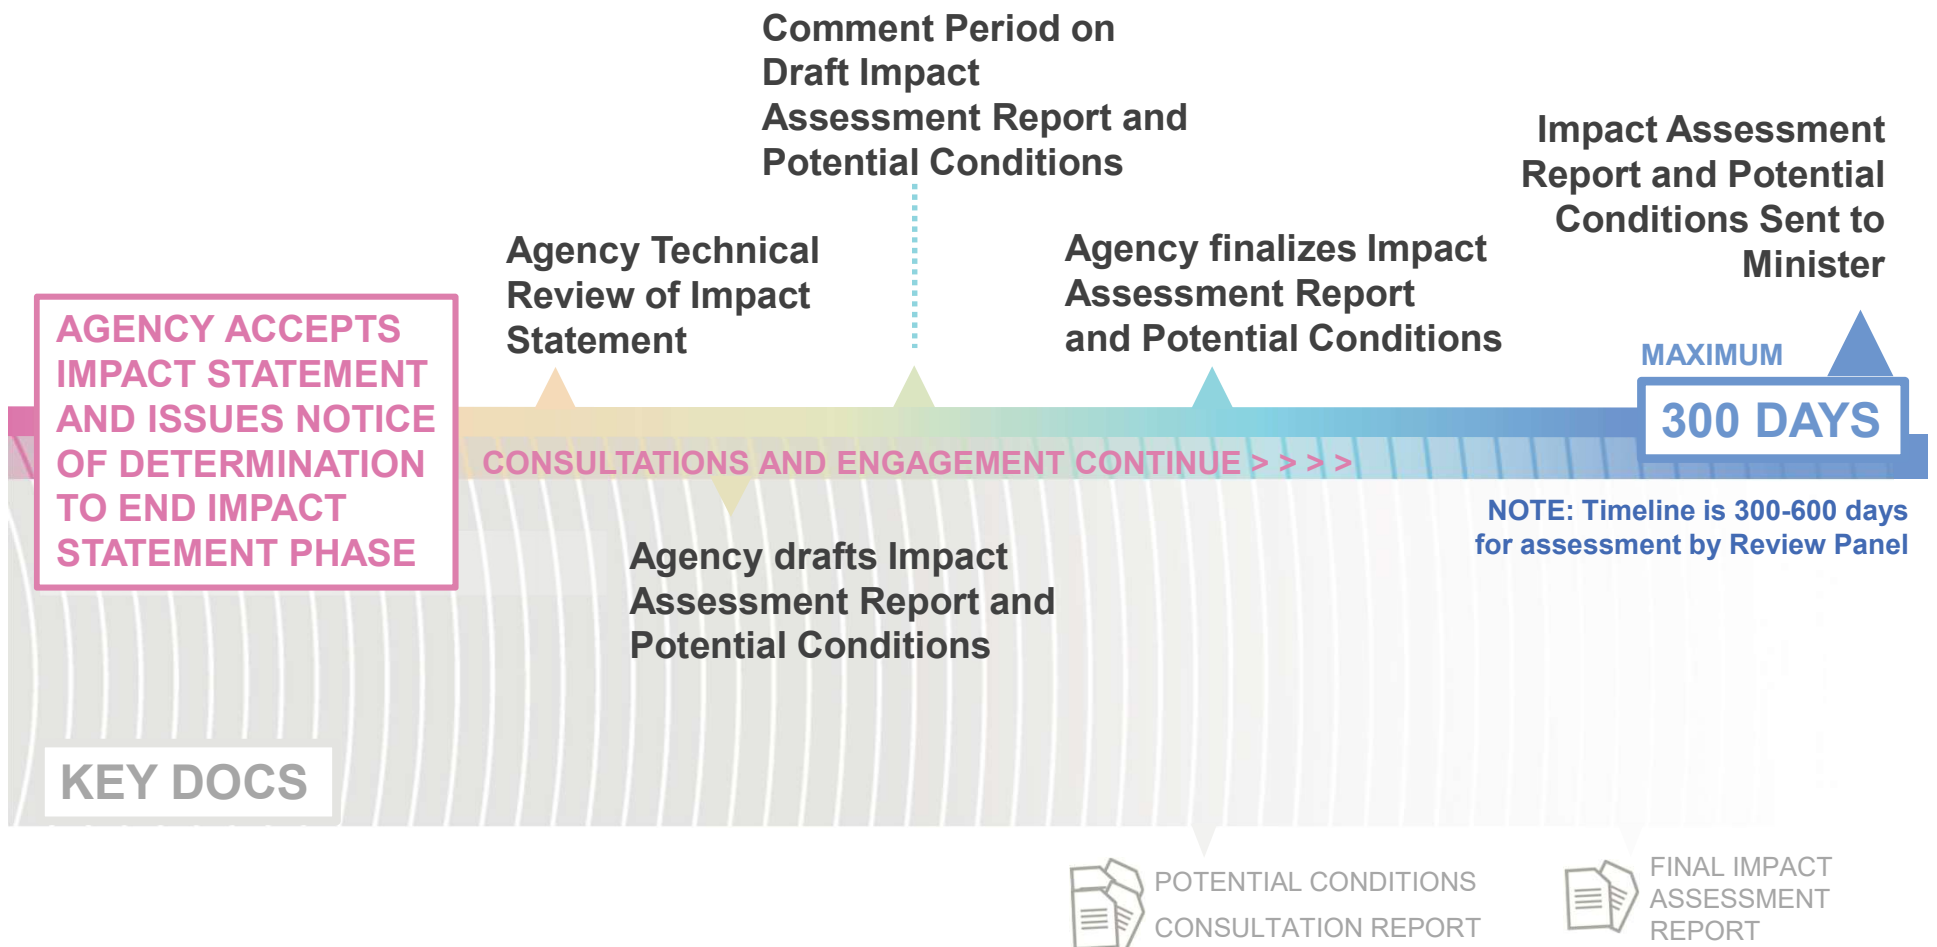 Comment Period on
Draft Impact
Assessment Report and
Potential Conditions
Impact Assessment
Report and Potential
Conditions Sent to
Minister
Agency Technical
Review of Impact
Statement
Agency finalizes Impact
Assessment Report
and Potential Conditions
AGENCY ACCEPTS
IMPACT STATEMENT
AND ISSUES NOTICE
OF DETERMINATION
TO END IMPACT
STATEMENT PHASE
MAXIMUM
300 DAYS
CONSULTATIONS AND ENGAGEMENT CONTINUE > > > >
NOTE: Timeline is 300-600 days
for assessment by Review Panel
Agency drafts Impact
Assessment Report and
Potential Conditions
KEY DOCS
POTENTIAL CONDITIONS
CONSULTATION REPORT
FINAL IMPACT
ASSESSMENT
REPORT